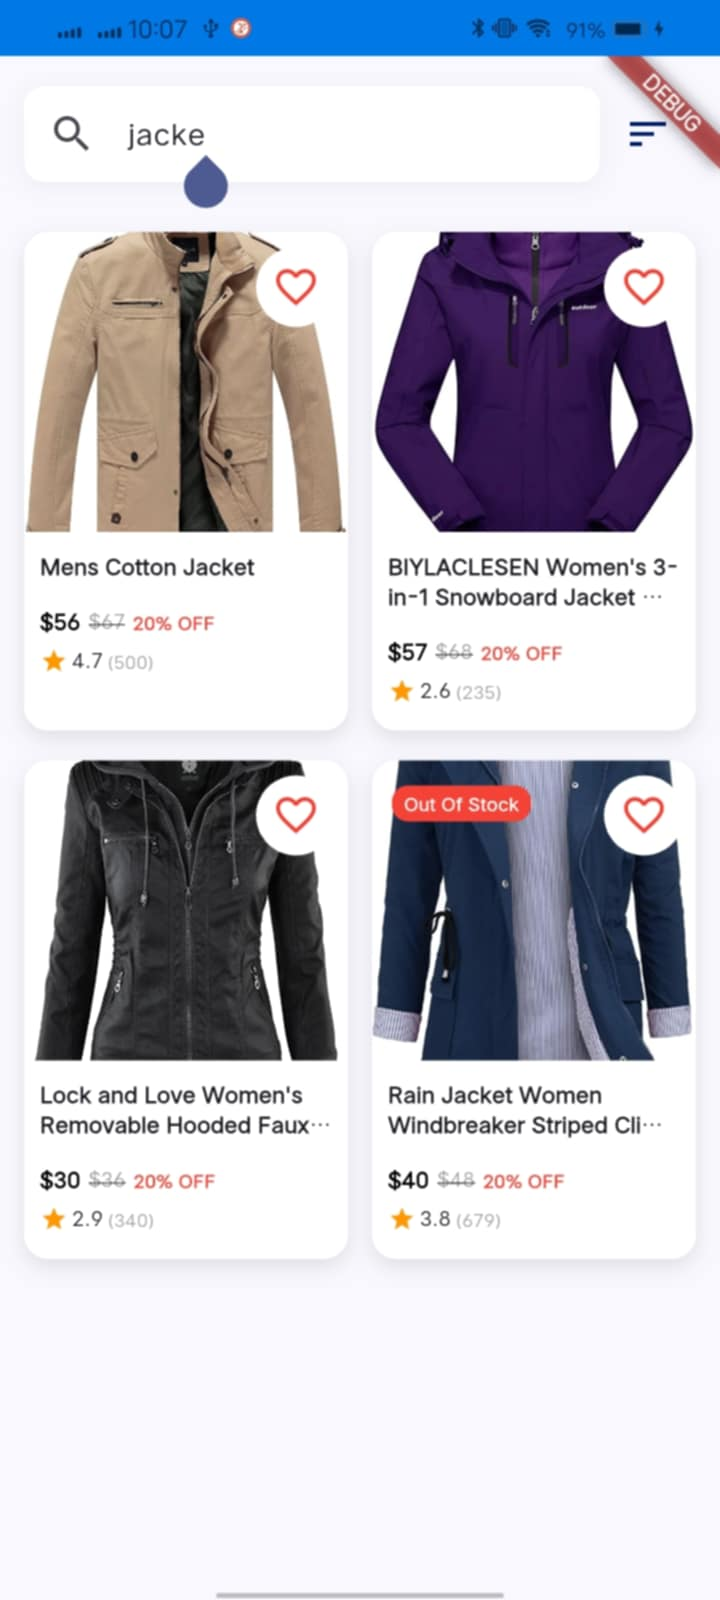 10:07 91%
DEBUG
jacke
Mens Cotton Jacket
$56 $67 20% OFF
4.7 (500)
BIYLACLESEN Women's 3-
in-1 Snowboard Jacket ···
$57 $68 20% OFF
2.6 (235)
Lock and Love Women's
Removable Hooded Faux···
$30 $36 20% OFF
2.9 (340)
Out Of Stock
Rain Jacket Women
Windbreaker Striped Cli···
$40 $48 20% OFF
3.8 (679)